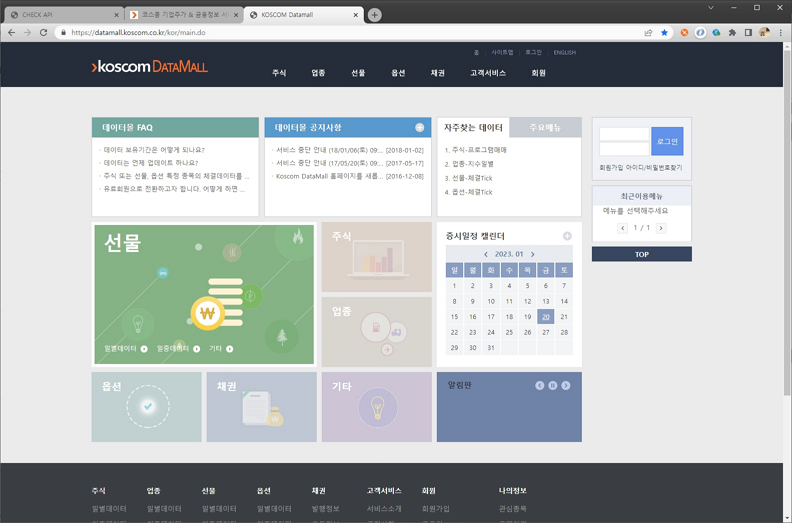 CHECK API
코스콤 기업주가 & 금융정보 서
KOSCOM Datamall
https://datamall.koscom.co.kr/kor/main.do
홈 사이트맵 로그인 ENGLISH
koscom DATAMALL
주식 업종 선물 옵션 채권 고객서비스 회원
데이터몰 FAQ
데이터 보유기간은 어떻게 되나요?
데이터는 언제 업데이트 하나요?
주식 또는 선물, 옵션 특정 종목의 체결데이터를 ...
유료회원으로 전환하고자 합니다. 어떻게 하면 ...
데이터몰 공지사항
서비스 중단 안내 (18/01/06(토) 09:... [2018-01-02]
서비스 중단 안내 (17/05/20(토) 09:... [2017-05-17]
Koscom DataMall 홈페이지를 새롭... [2016-12-08]
자주찾는 데이터 주요메뉴
1. 주식-프로그램매매
2. 업종-지수일별
3. 선물-체결Tick
4. 옵션-체결Tick
로그인
회원가입 아이디/비밀번호찾기
최근이용메뉴
메뉴를 선택해주세요
1 / 1
TOP
선물
일별데이터 일중데이터 기타
주식
업종
증시일정 캘린더
2023. 01
일 월 화 수 목 금 토
1 2 3 4 5 6 7
8 9 10 11 12 13 14
15 16 17 18 19 20 21
22 23 24 25 26 27 28
29 30 31
옵션
채권
기타
알림판
주식 업종 선물 옵션 채권 고객서비스 회원 나의정보
일별데이터 일별데이터 일별데이터 일별데이터 발행정보 서비스소개 회원가입 관심종목